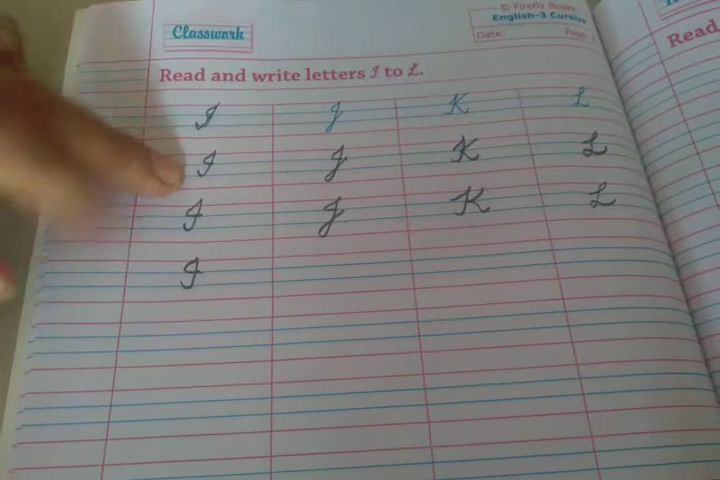 © Firefly Books
English-3 Cursive
Classwork
Date: Page:
Read and write letters I to L.
Read
I J K L
I J K L
I J K L
I